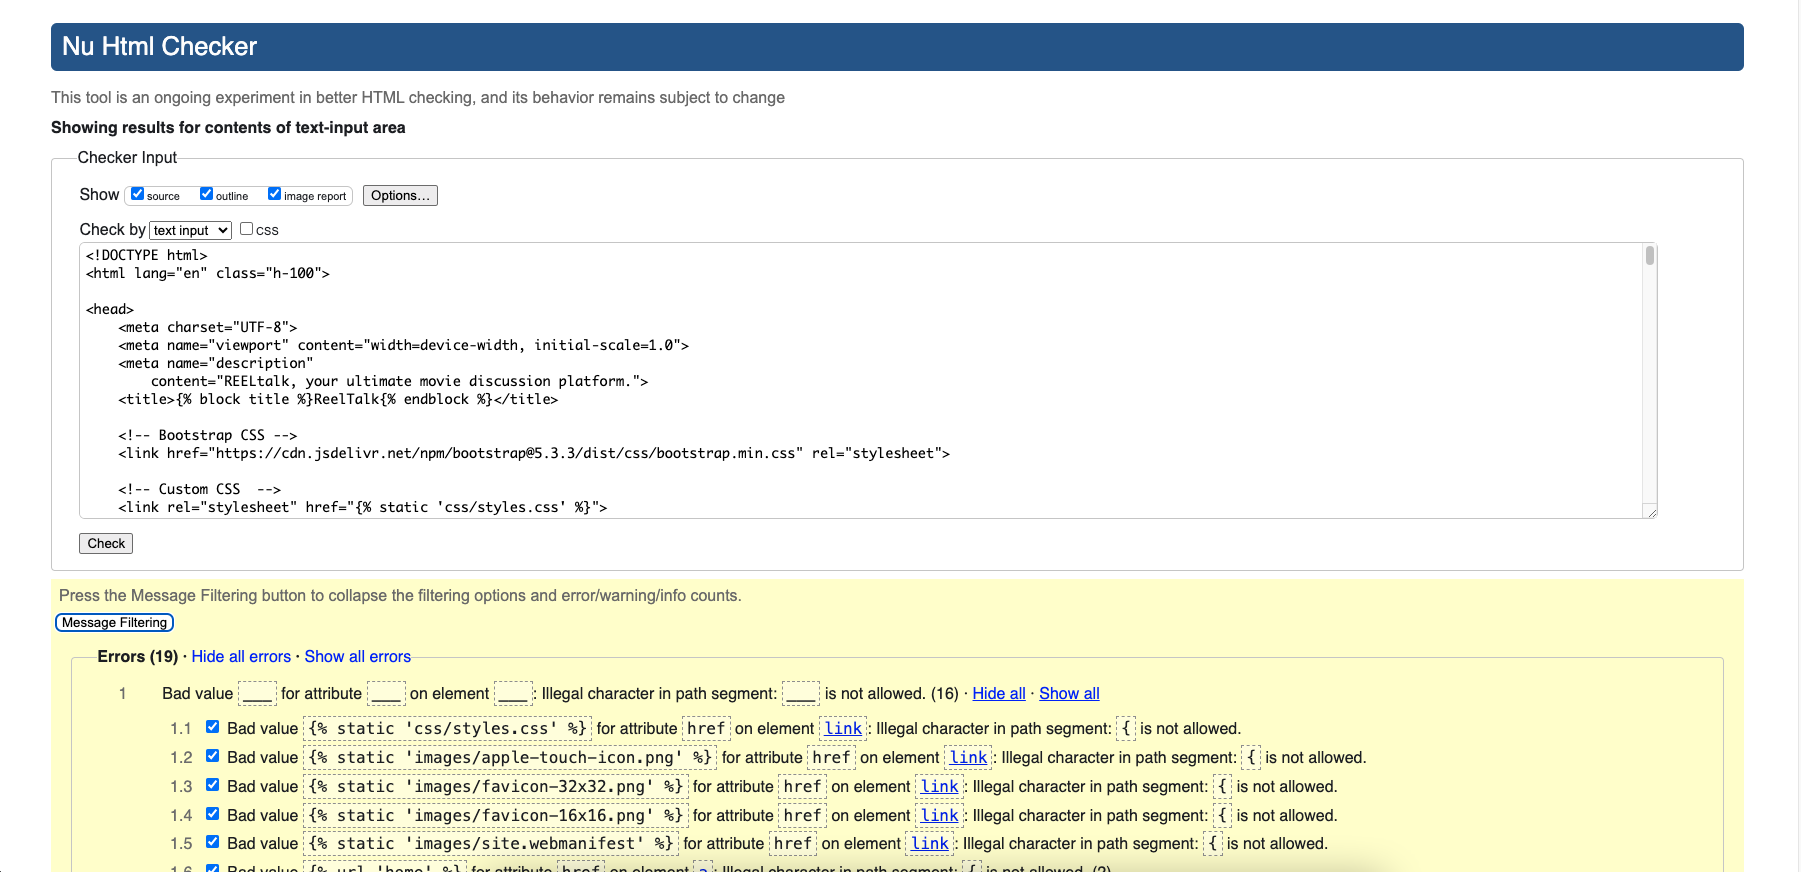 Nu Html Checker
This tool is an ongoing experiment in better HTML checking, and its behavior remains subject to change
Showing results for contents of text-input area
Checker Input
Show source outline image report Options...
Check by text input css
<!DOCTYPE html>
<html lang="en" class="h-100">
<head>
<meta charset="UTF-8">
<meta name="viewport" content="width=device-width, initial-scale=1.0">
<meta name="description"
content="REELtalk, your ultimate movie discussion platform.">
<title>{% block title %}ReelTalk{% endblock %}</title>
<!-- Bootstrap CSS -->
<link href="https://cdn.jsdelivr.net/npm/bootstrap@5.3.3/dist/css/bootstrap.min.css" rel="stylesheet">
<!-- Custom CSS  -->
<link rel="stylesheet" href="{% static 'css/styles.css' %}">
Check
Press the Message Filtering button to collapse the filtering options and error/warning/info counts.
Message Filtering
Errors (19) · Hide all errors · Show all errors
1 Bad value ___ for attribute ___ on element ___: Illegal character in path segment: ___ is not allowed. (16) · Hide all · Show all
1.1 Bad value {% static 'css/styles.css' %} for attribute href on element link: Illegal character in path segment: { is not allowed.
1.2 Bad value {% static 'images/apple-touch-icon.png' %} for attribute href on element link: Illegal character in path segment: { is not allowed.
1.3 Bad value {% static 'images/favicon-32x32.png' %} for attribute href on element link: Illegal character in path segment: { is not allowed.
1.4 Bad value {% static 'images/favicon-16x16.png' %} for attribute href on element link: Illegal character in path segment: { is not allowed.
1.5 Bad value {% static 'images/site.webmanifest' %} for attribute href on element link: Illegal character in path segment: { is not allowed.
1.6 Bad value {% url 'home' %} for attribute href on element a: Illegal character in path segment: { is not allowed. (2)